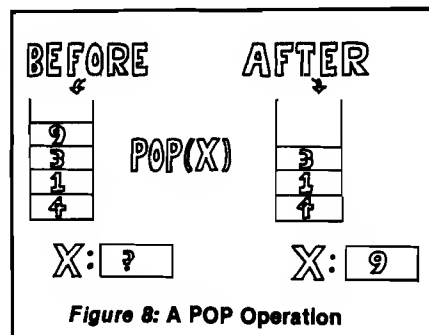 BEFORE AFTER
9
3 POP(X) 3
1 1
4 4
X: ? X: 9
Figure 8: A POP Operation